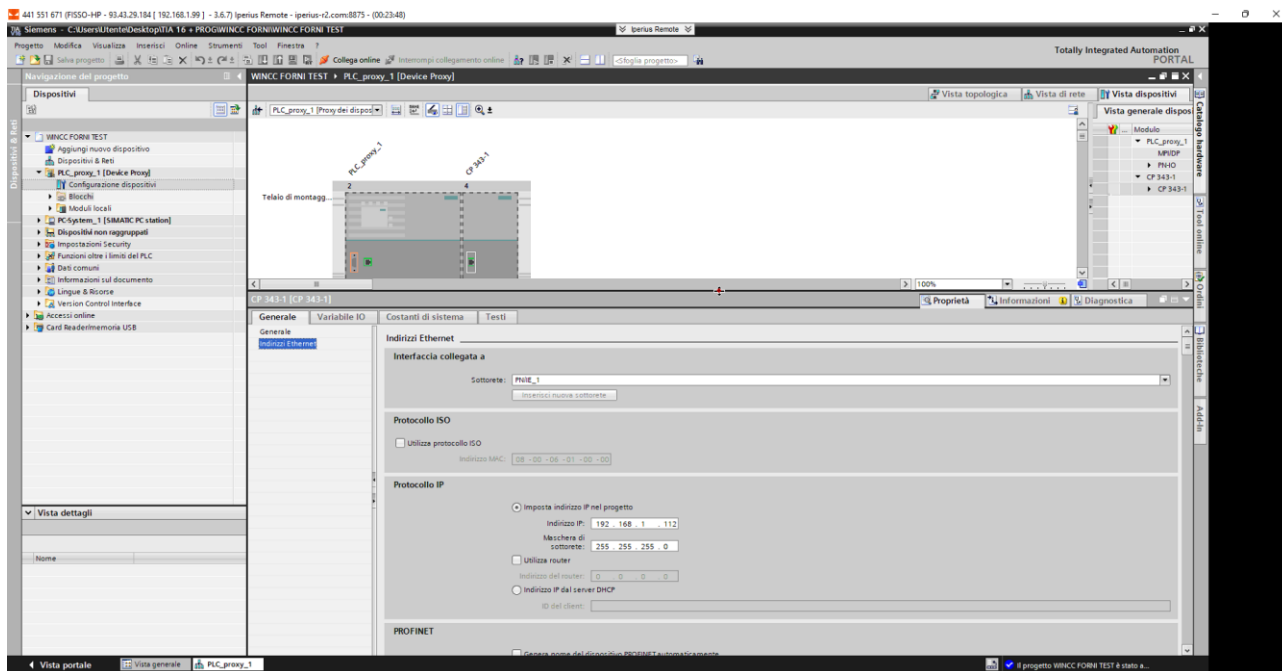 441 551 671 (FISSO-HP - 93.43.29.184 [ 192.168.1.99 ] - 3.6.7) Iperius Remote - iperius-r2.com:8875 - (00:23:48)
Siemens - C:\Users\Utente\Desktop\TIA 16 + PROG\WINCC FORNI\WINCC FORNI TEST
Iperius Remote
Progetto Modifica Visualizza Inserisci Online Strumenti Tool Finestra ?
Totally Integrated Automation
PORTAL
Salva progetto
Collega online
Interrompi collegamento online
<Sfoglia progetto>
Navigazione del progetto
WINCC FORNI TEST
PLC_proxy_1 [Device Proxy]
Dispositivi
Vista topologica
Vista di rete
Vista dispositivi
PLC_proxy_1 [Proxy dei dispos
Vista generale dispos
Dispositivi & Reti
WINCC FORNI TEST
Aggiungi nuovo dispositivo
Dispositivi & Reti
PLC_proxy_1 [Device Proxy]
Configurazione dispositivi
Blocchi
Moduli locali
PC-System_1 [SIMATIC PC station]
Dispositivi non raggruppati
Impostazioni Security
Funzioni oltre i limiti del PLC
Dati comuni
Informazioni sul documento
Lingue & Risorse
Version Control Interface
Accessi online
Card Reader/memoria USB
PLC_proxy_1
CP 343-1
2
4
Telaio di montagg...
... Modulo
PLC_proxy_1
MPI/DP
PN-IO
CP 343-1
CP 343-1
100%
Catalogo hardware
Tool online
Ordini
Biblioteche
Add-In
CP 343-1 [CP 343-1]
Proprietà
Informazioni
Diagnostica
Generale
Variabile IO
Costanti di sistema
Testi
Generale
Indirizzi Ethernet
Indirizzi Ethernet
Interfaccia collegata a
Sottorete: PN/IE_1
Inserisci nuova sottorete
Protocollo ISO
Utilizza protocollo ISO
Indirizzo MAC: 08 -00 -06 -01 -00 -00
Protocollo IP
Imposta indirizzo IP nel progetto
Indirizzo IP: 192 . 168 . 1 . 112
Maschera di
sottorete: 255 . 255 . 255 . 0
Utilizza router
Indirizzo del router: 0 . 0 . 0 . 0
Indirizzo IP dal server DHCP
ID del client:
PROFINET
Genera nome del dispositivo PROFINET automaticamente
Vista dettagli
Nome
Vista portale
Vista generale
PLC_proxy_1
Il progetto WINCC FORNI TEST è stato a...